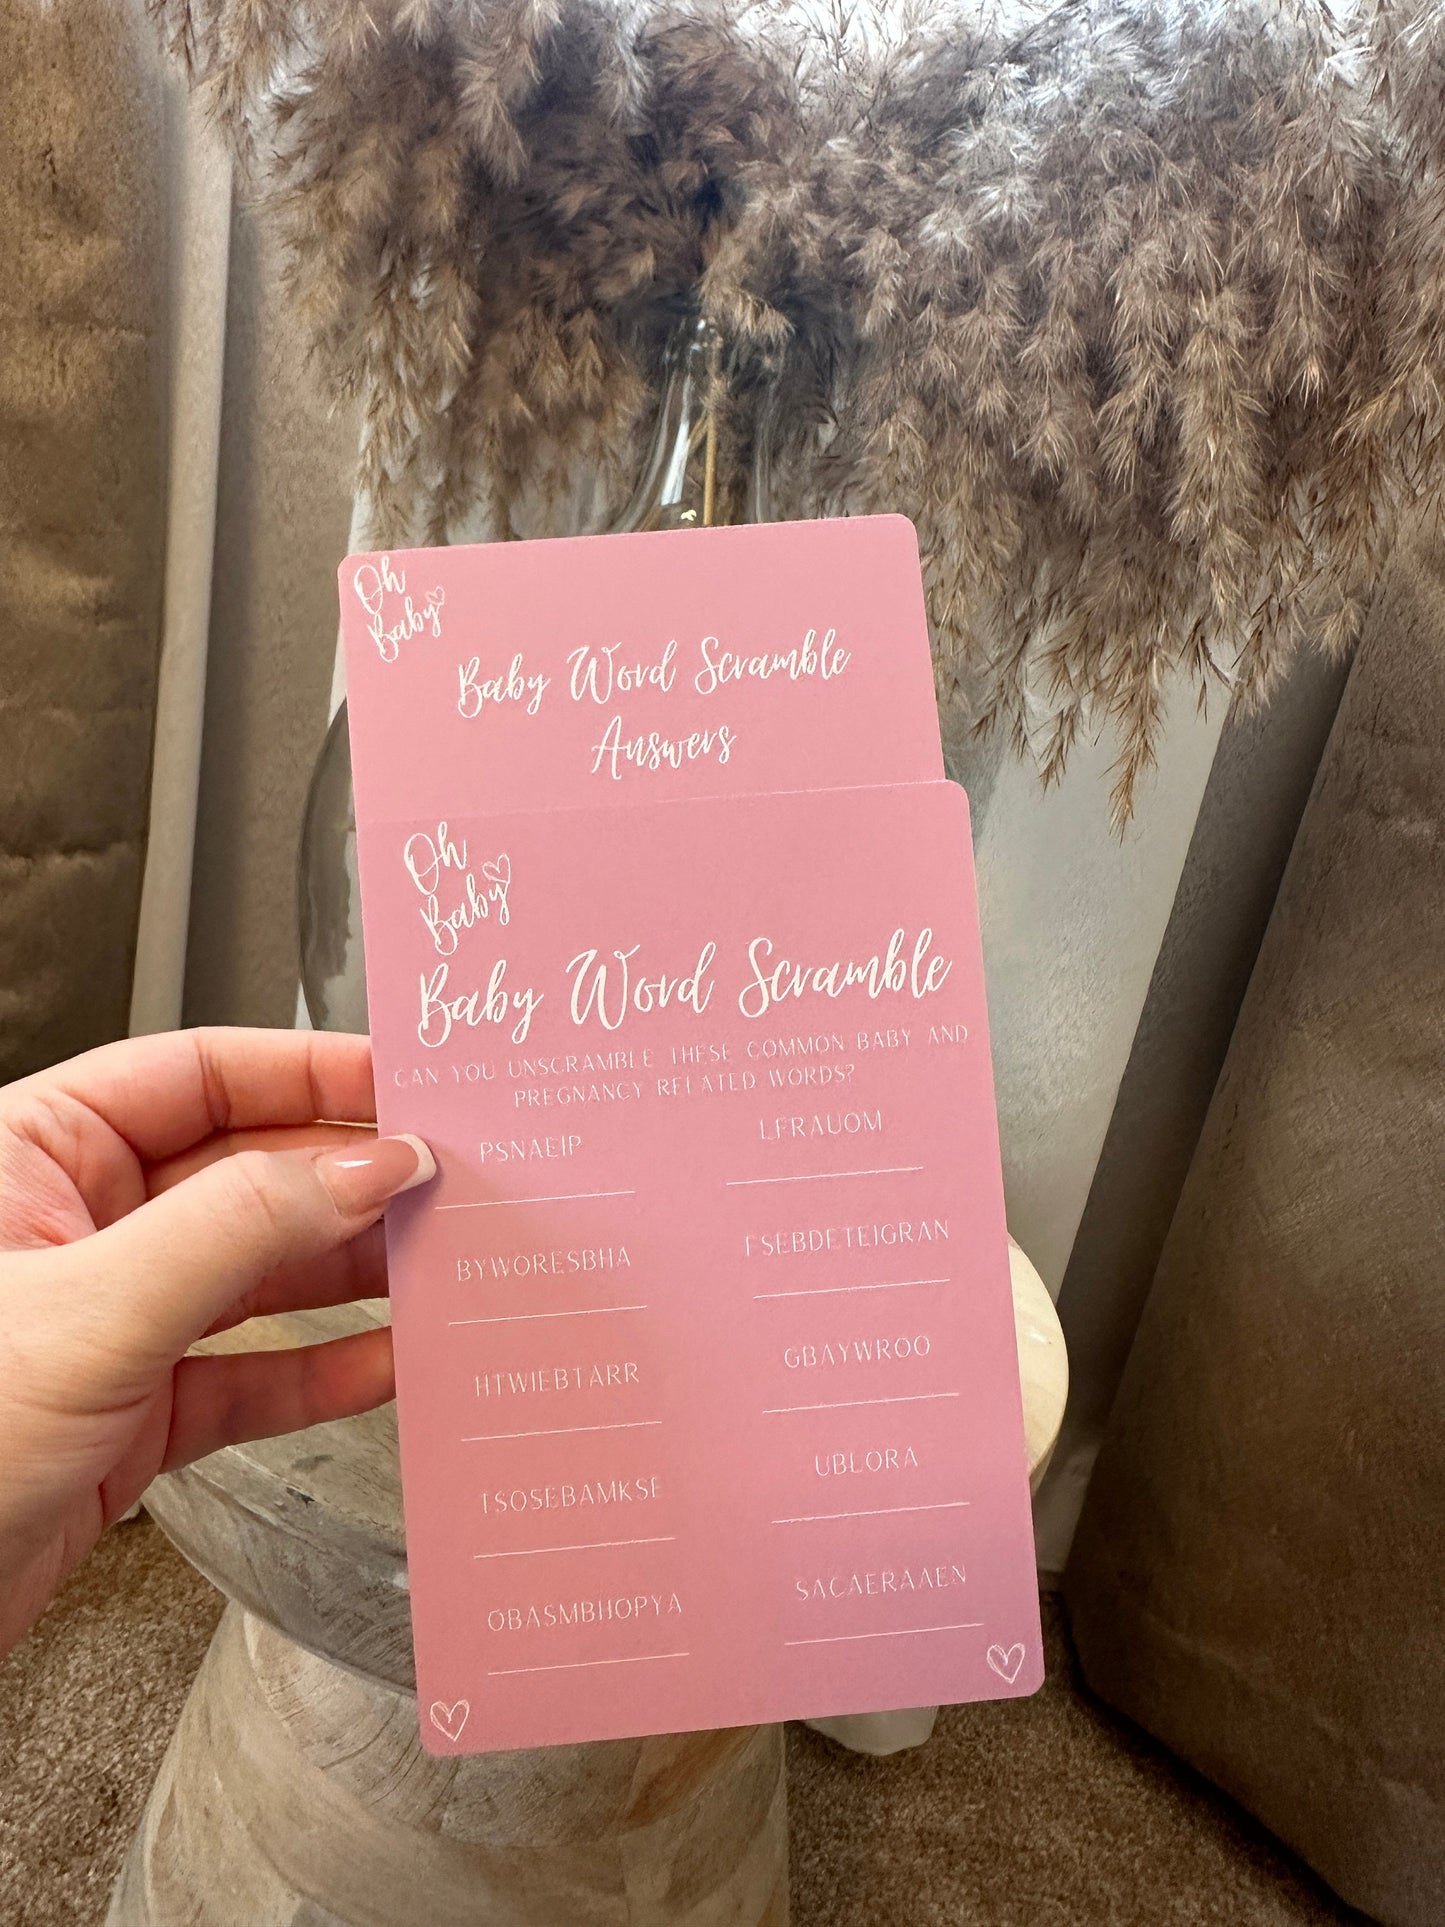 Oh
Baby
Baby Word Scramble
Answers
Oh
Baby
Baby Word Scramble
CAN YOU UNSCRAMBLE THESE COMMON BABY AND
PREGNANCY RELATED WORDS?
PSNAEIP
LFRAUOM
BYWORESBHA
FSEBDETEIGRAN
HTWIEBTARR
GBAYWROO
TSOSEBAMKSE
UBLORA
OBASMBHOPYA
SACAERAAEN